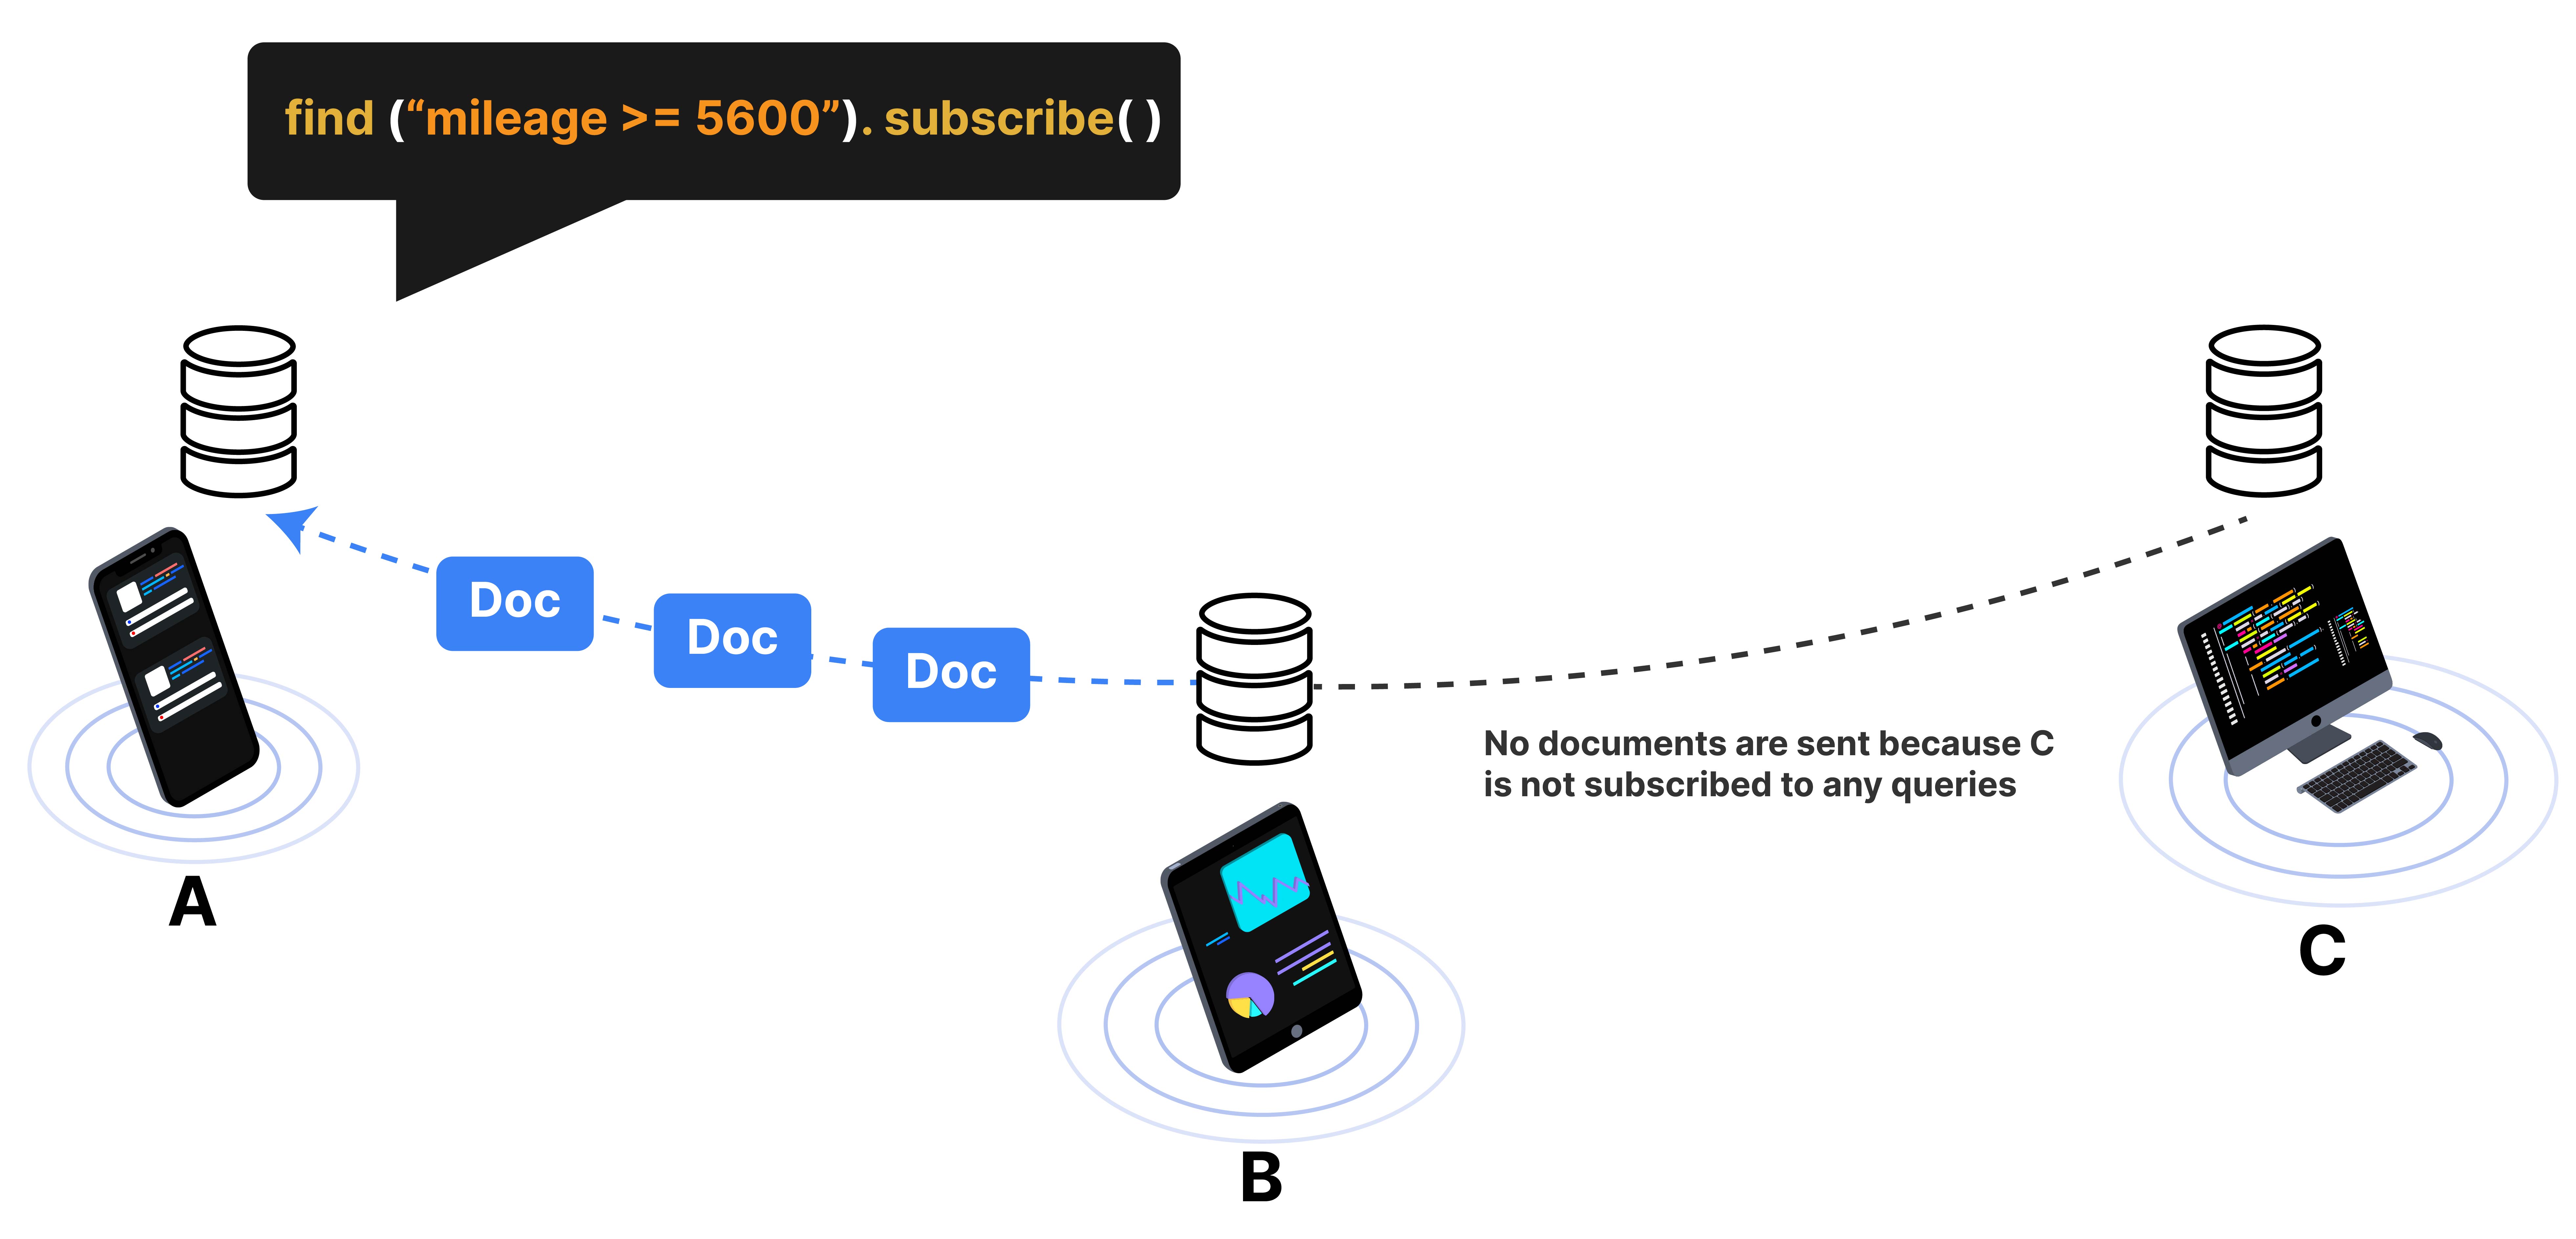 find (“mileage >= 5600”). subscribe( )
Doc
Doc
Doc
No documents are sent because C
is not subscribed to any queries
A
C
B